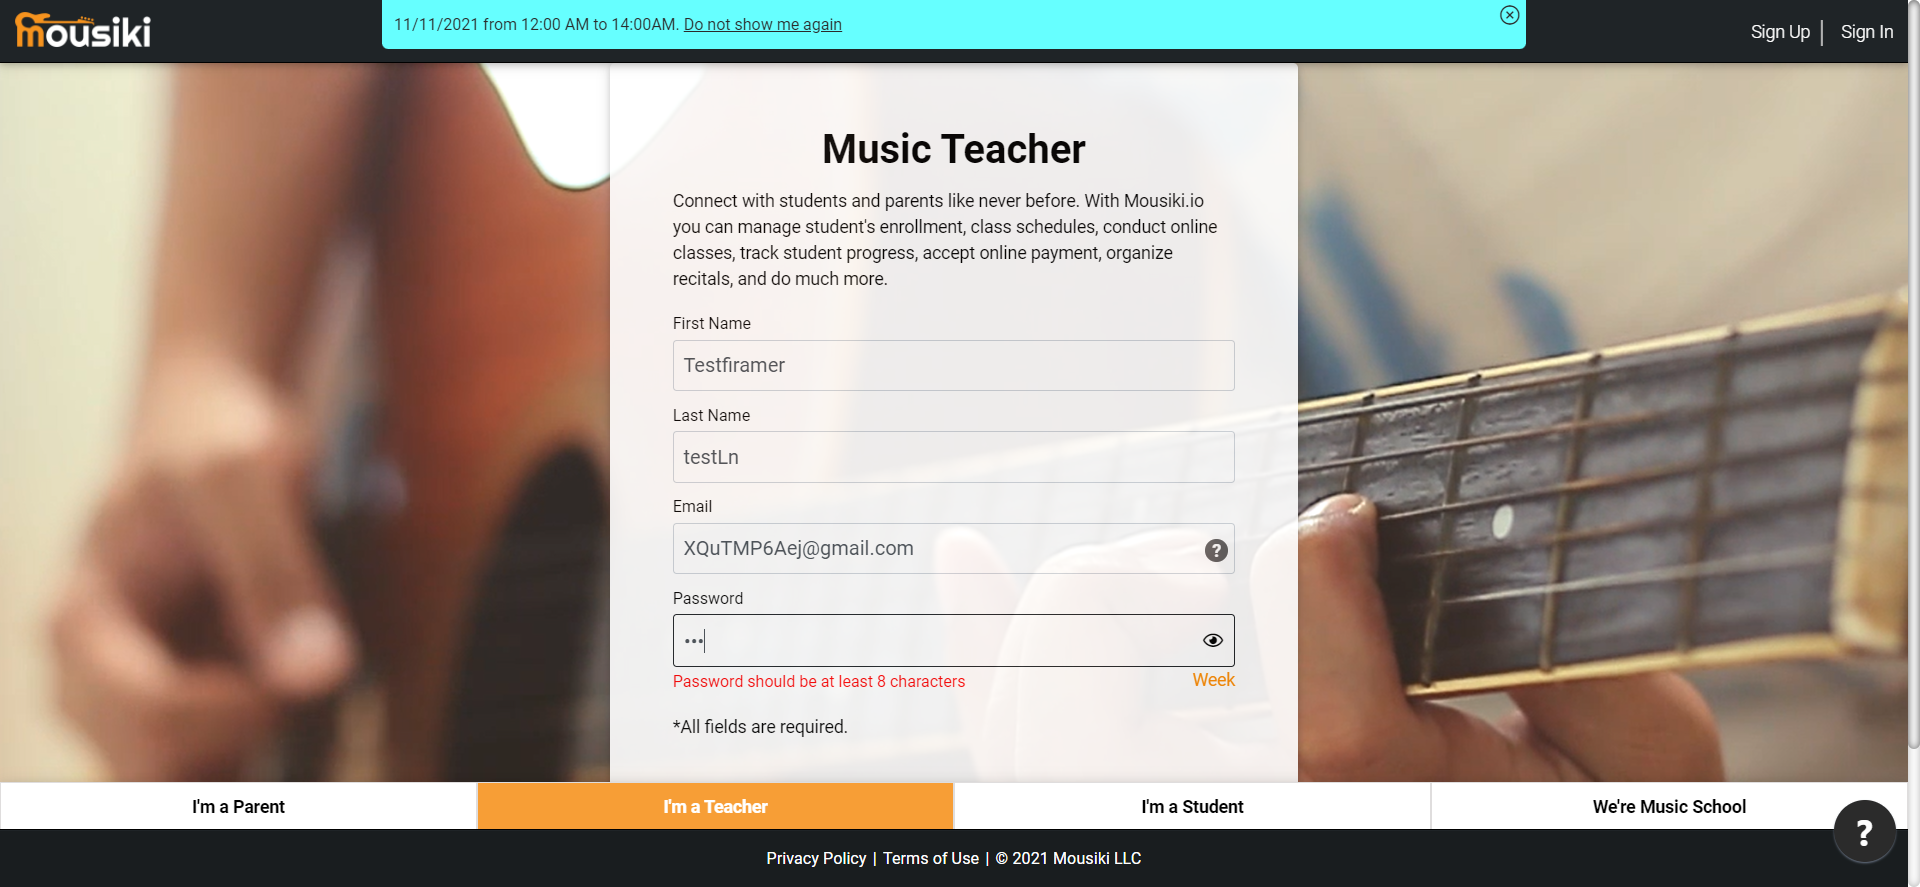 mousiki
11/11/2021 from 12:00 AM to 14:00AM. Do not show me again
Sign Up | Sign In
Music Teacher
Connect with students and parents like never before. With Mousiki.io
you can manage student's enrollment, class schedules, conduct online
classes, track student progress, accept online payment, organize
recitals, and do much more.
First Name
Testfiramer
Last Name
testLn
Email
XQuTMP6Aej@gmail.com
?
Password
•••
Password should be at least 8 characters
Week
*All fields are required.
I'm a Parent
I'm a Teacher
I'm a Student
We're Music School
?
Privacy Policy | Terms of Use | © 2021 Mousiki LLC